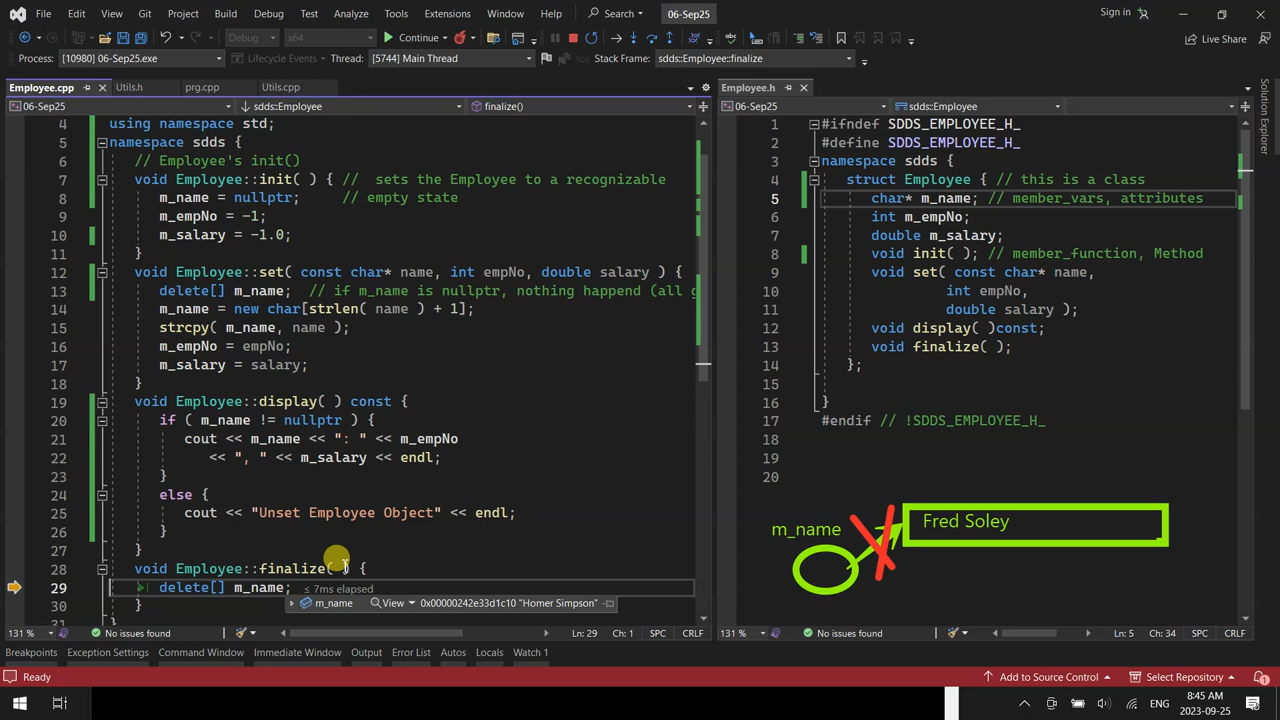 File Edit View Git Project Build Debug Test Analyze Tools Extensions Window Help Search 06-Sep25 Sign in
Debug x64 Continue Live Share
Process: [10980] 06-Sep25.exe Lifecycle Events Thread: [5744] Main Thread Stack Frame: sdds::Employee::finalize
Employee.cpp Utils.h prg.cpp Utils.cpp
06-Sep25 sdds::Employee finalize()
4 using namespace std;
5 namespace sdds {
6 // Employee's init()
7 void Employee::init( ) { // sets the Employee to a recognizable
8 m_name = nullptr; // empty state
9 m_empNo = -1;
10 m_salary = -1.0;
11 }
12 void Employee::set( const char* name, int empNo, double salary ) {
13 delete[] m_name; // if m_name is nullptr, nothing happend (all g
14 m_name = new char[strlen( name ) + 1];
15 strcpy( m_name, name );
16 m_empNo = empNo;
17 m_salary = salary;
18 }
19 void Employee::display( ) const {
20 if ( m_name != nullptr ) {
21 cout << m_name << ": " << m_empNo
22 << ", " << m_salary << endl;
23 }
24 else {
25 cout << "Unset Employee Object" << endl;
26 }
27 }
28 void Employee::finalize( ) {
29 delete[] m_name; ≤ 7ms elapsed
m_name View 0x00000242e33d1c10 "Homer Simpson"
30 }
31 }
131 % No issues found Ln: 29 Ch: 1 SPC CRLF
Employee.h
06-Sep25 sdds::Employee
1 #ifndef SDDS_EMPLOYEE_H_
2 #define SDDS_EMPLOYEE_H_
3 namespace sdds {
4 struct Employee { // this is a class
5 char* m_name; // member_vars, attributes
6 int m_empNo;
7 double m_salary;
8 void init( ); // member_function, Method
9 void set( const char* name,
10 int empNo,
11 double salary );
12 void display( )const;
13 void finalize( );
14 };
15
16 }
17 #endif // !SDDS_EMPLOYEE_H_
18
19
20
m_name Fred Soley
131 % No issues found Ln: 5 Ch: 34 SPC CRLF
Solution Explorer
Team Explorer
Breakpoints Exception Settings Command Window Immediate Window Output Error List Autos Locals Watch 1
Ready Add to Source Control Select Repository 1
ENG 8:45 AM
2023-09-25 3